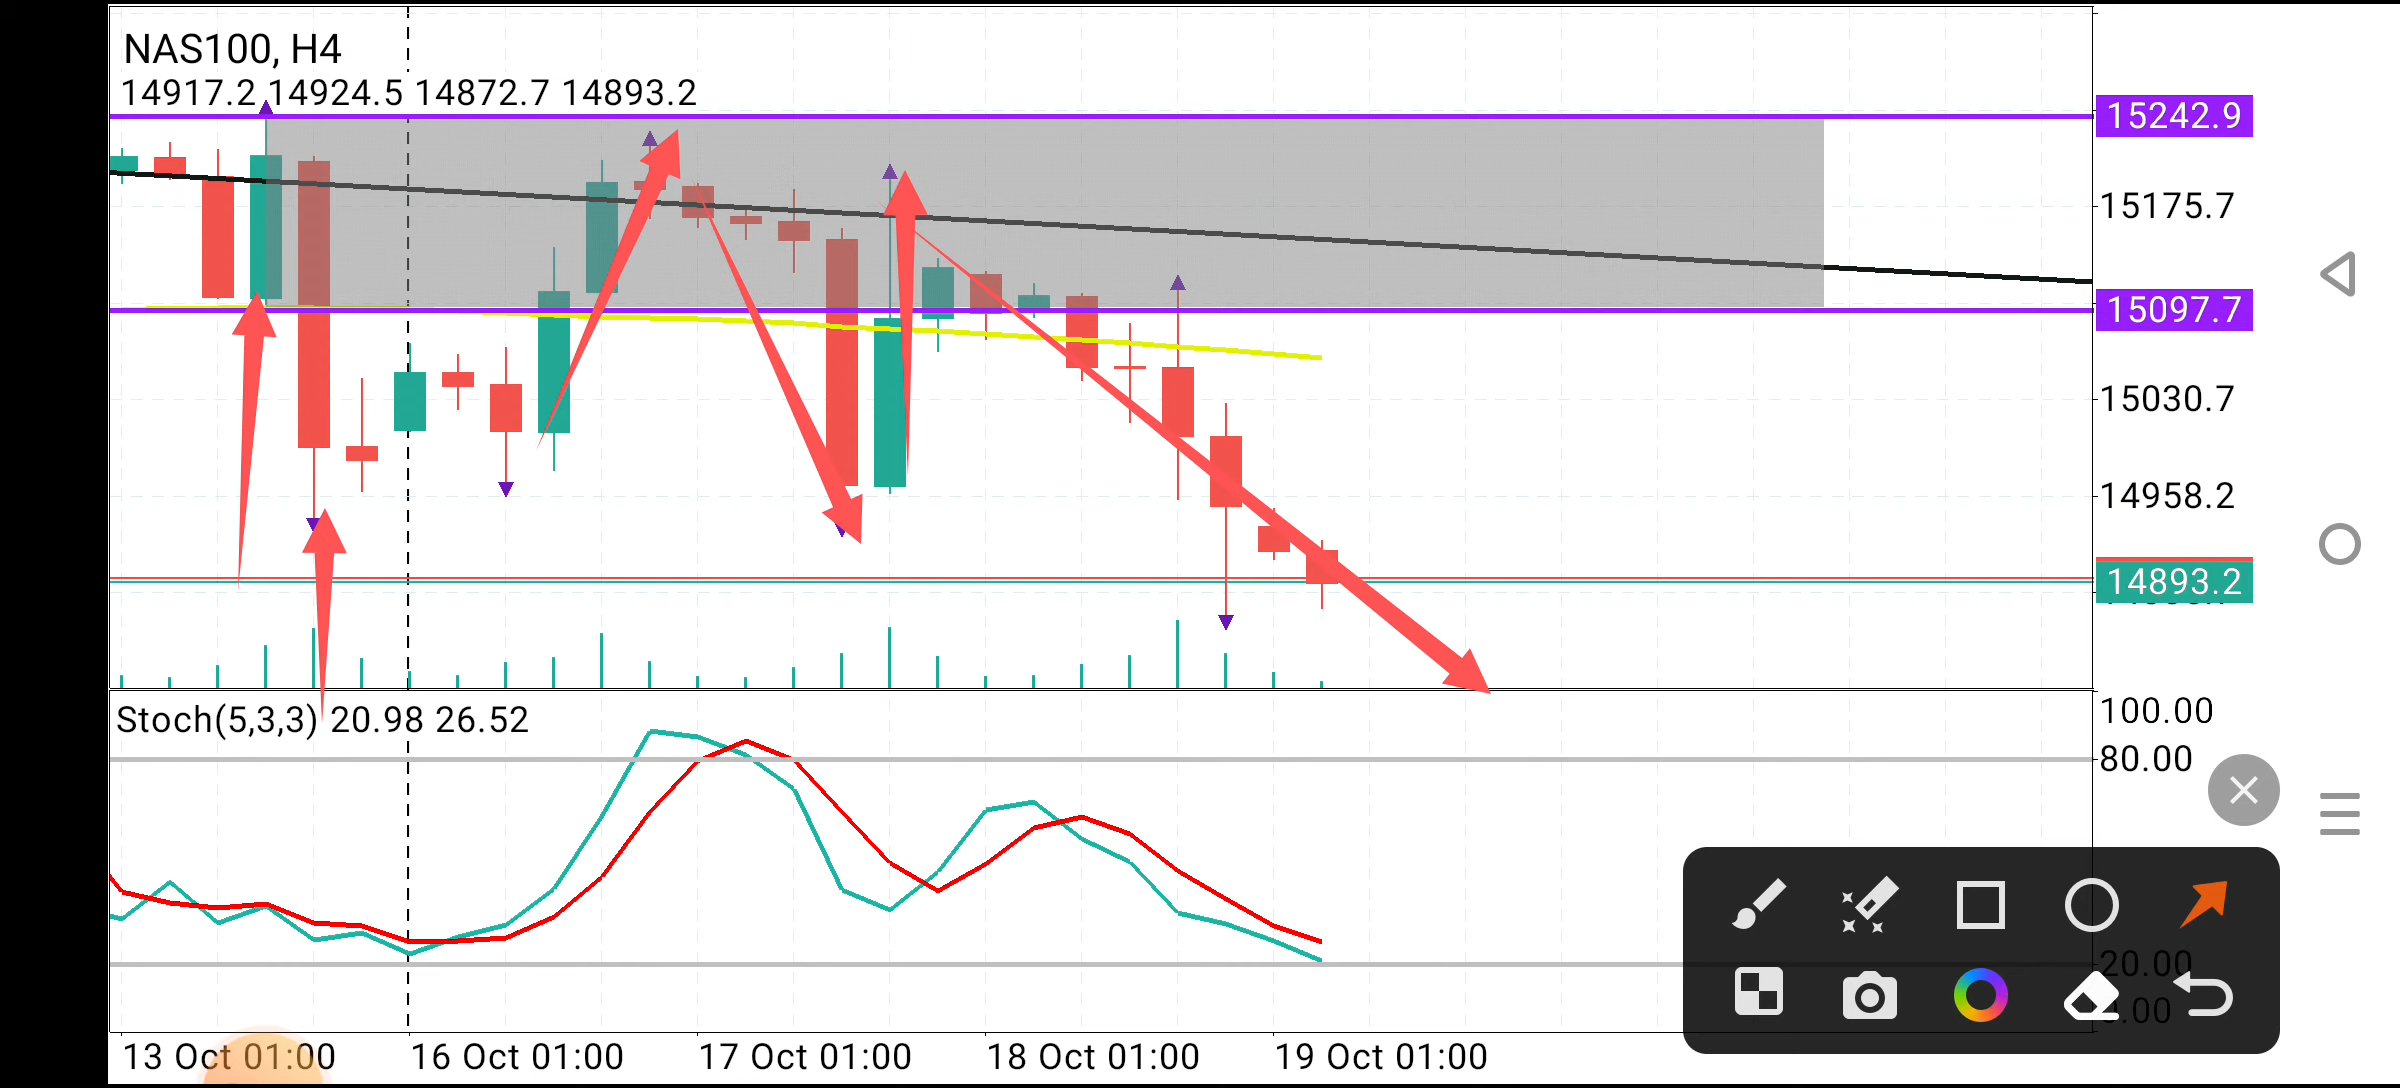 NAS100, H4
14917.2 14924.5 14872.7 14893.2
15242.9
15175.7
15097.7
15030.7
14958.2
14893.2
Stoch(5,3,3) 20.98 26.52
100.00
80.00
20.00
13 Oct 01:00 16 Oct 01:00 17 Oct 01:00 18 Oct 01:00 19 Oct 01:00